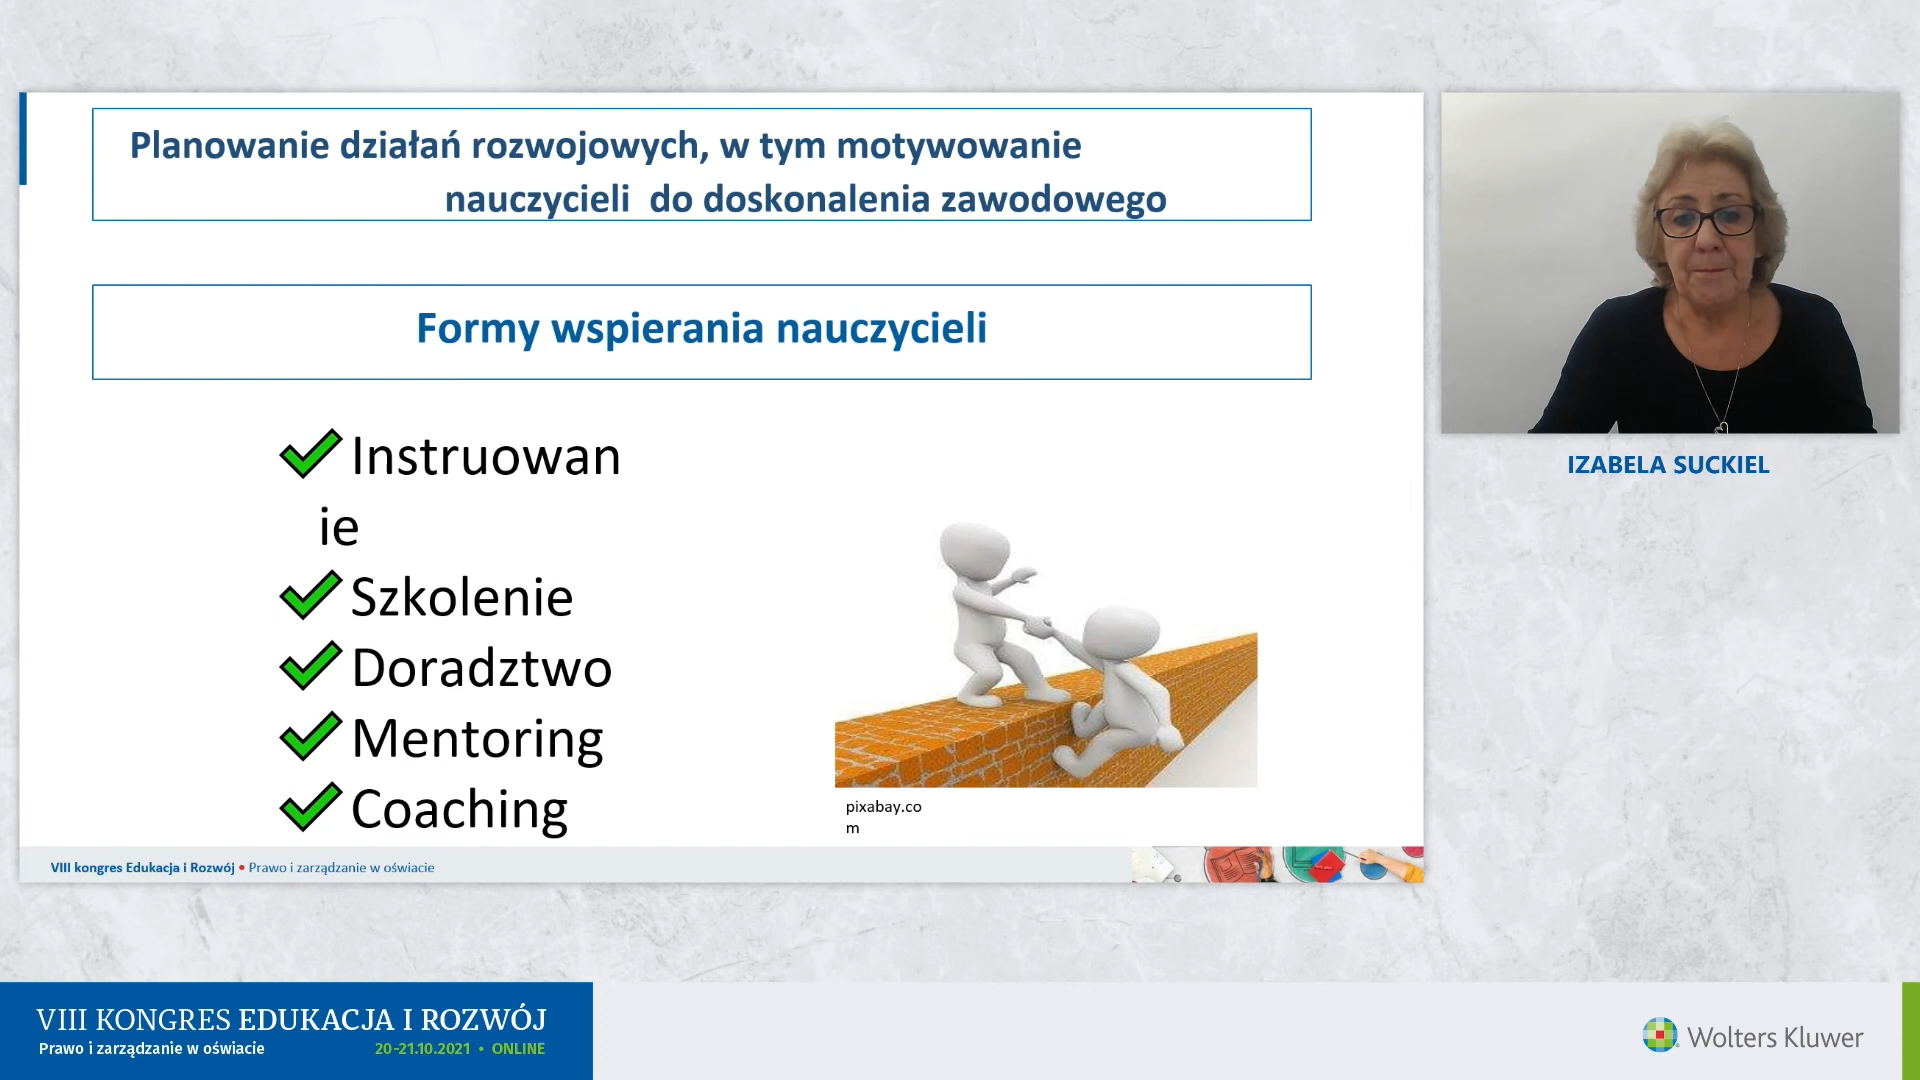 Planowanie działań rozwojowych, w tym motywowanie
nauczycieli do doskonalenia zawodowego
Formy wspierania nauczycieli
Instruowan
ie
Szkolenie
Doradztwo
Mentoring
Coaching
pixabay.co
m
VIII kongres Edukacja i Rozwój • Prawo i zarządzanie w oświacie
IZABELA SUCKIEL
VIII KONGRES EDUKACJA I ROZWÓJ
Prawo i zarządzanie w oświacie 20-21.10.2021 • ONLINE
Wolters Kluwer